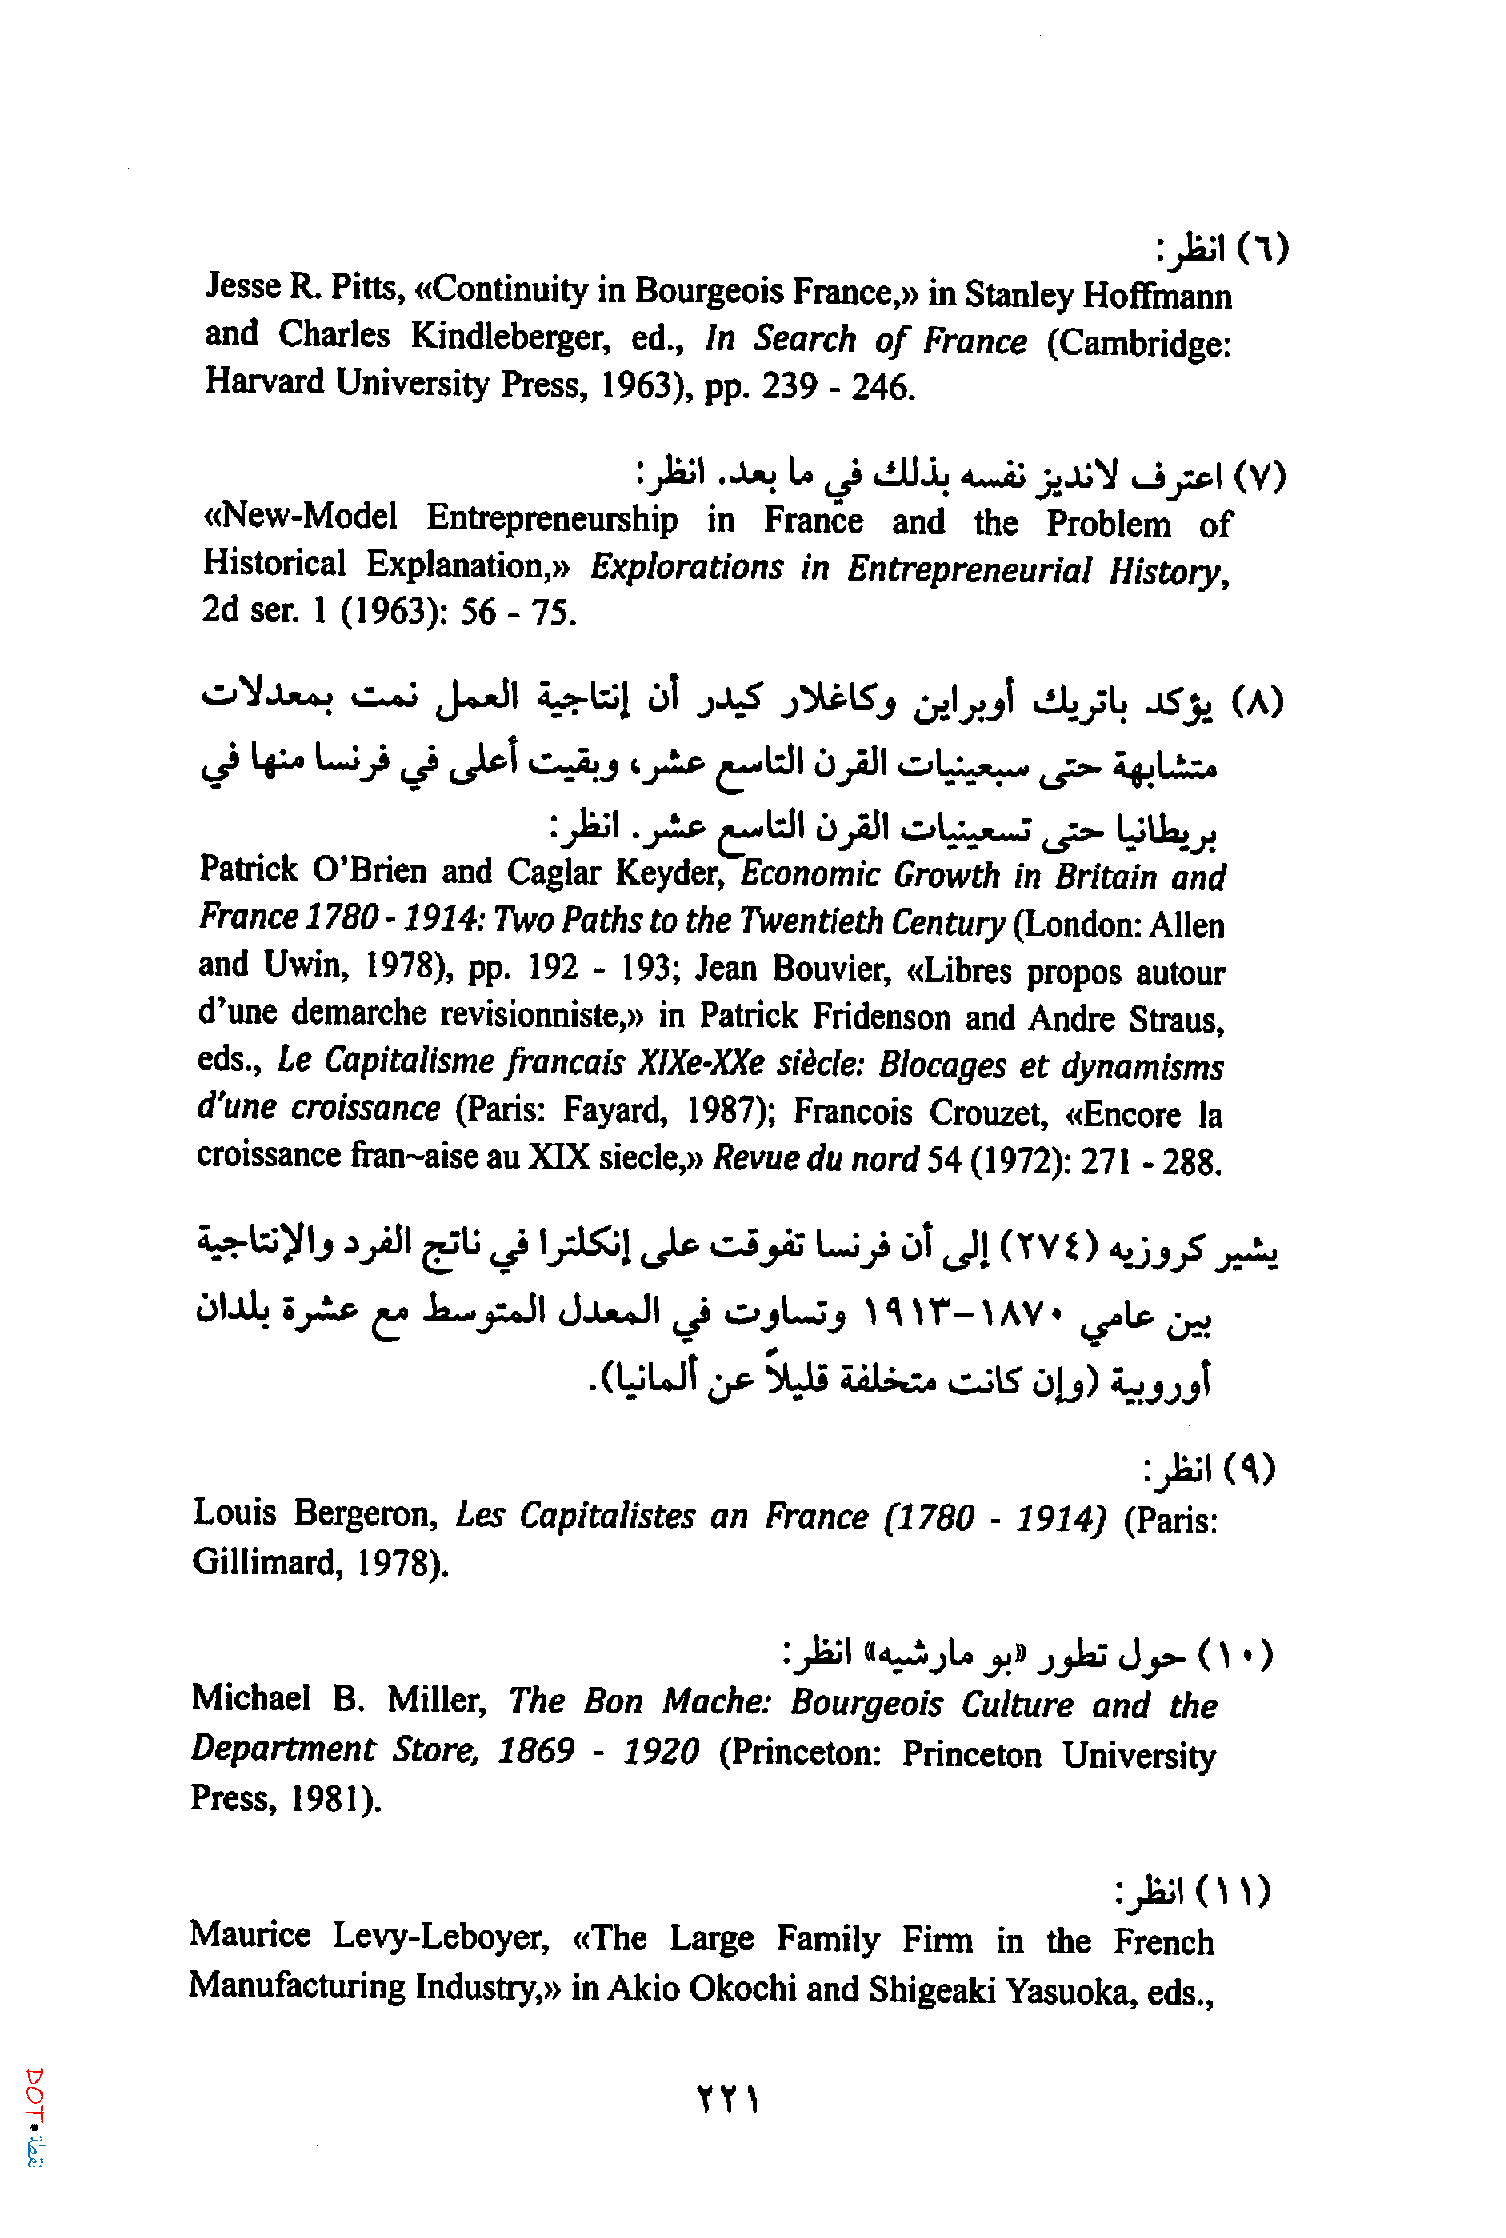 (٦) انظر:
Jesse R. Pitts, «Continuity in Bourgeois France,» in Stanley Hoffmann
and Charles Kindleberger, ed., In Search of France (Cambridge:
Harvard University Press, 1963), pp. 239 - 246.
(٧) اعترف لانديز نفسه بذلك في ما بعد. انظر:
«New-Model Entrepreneurship in France and the Problem of
Historical Explanation,» Explorations in Entrepreneurial History,
2d ser. 1 (1963): 56 - 75.
(٨) يؤكد باتريك أوبراين وكاغلار كيدر أن إنتاجية العمل نمت بمعدلات
متشابهة حتى سبعينيات القرن التاسع عشر، وبقيت أعلى في فرنسا منها في
بريطانيا حتى تسعينيات القرن التاسع عشر. انظر:
Patrick O'Brien and Caglar Keyder, Economic Growth in Britain and
France 1780 - 1914: Two Paths to the Twentieth Century (London: Allen
and Uwin, 1978), pp. 192 - 193; Jean Bouvier, «Libres propos autour
d'une demarche revisionniste,» in Patrick Fridenson and Andre Straus,
eds., Le Capitalisme francais XIXe-XXe siècle: Blocages et dynamisms
d'une croissance (Paris: Fayard, 1987); Francois Crouzet, «Encore la
croissance fran~aise au XIX siecle,» Revue du nord 54 (1972): 271 - 288.
يشير كروزيه (٢٧٤) إلى أن فرنسا تفوقت على إنكلترا في ناتج الفرد والإنتاجية
بين عامي ١٨٧٠-١٩١٣ وتساوت في المعدل المتوسط مع عشرة بلدان
أوروبية (وإن كانت متخلفة قليلاً عن ألمانيا).
(٩) انظر:
Louis Bergeron, Les Capitalistes an France (1780 - 1914) (Paris:
Gillimard, 1978).
(١٠) حول تطور «بو مارشيه» انظر:
Michael B. Miller, The Bon Mache: Bourgeois Culture and the
Department Store, 1869 - 1920 (Princeton: Princeton University
Press, 1981).
(١١) انظر:
Maurice Levy-Leboyer, «The Large Family Firm in the French
Manufacturing Industry,» in Akio Okochi and Shigeaki Yasuoka, eds.,
٢٢١
DOT•نقطة